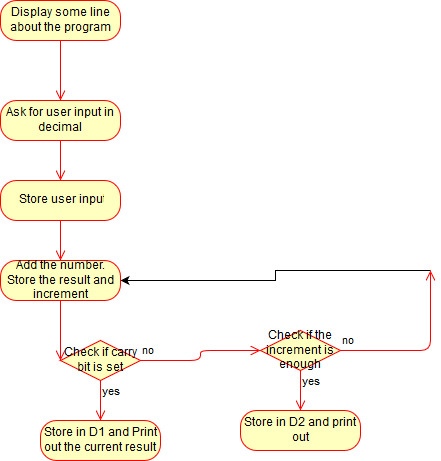 Display some line
about the program
Ask for user input in
decimal
Store user input
Add the number.
Store the result and
increment
Check if carry
bit is set
no
Check if the
increment is
enough
no
yes
yes
Store in D1 and Print
out the current result
Store in D2 and print
out